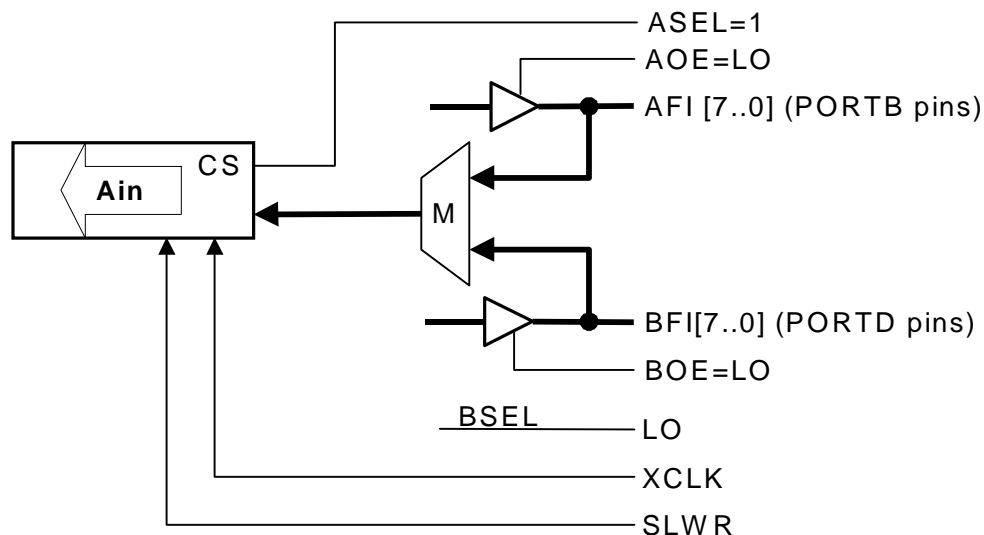 ASEL=1
AOE=LO
AFI [7..0] (PORTB pins)
CS
Ain
M
BFI[7..0] (PORTD pins)
BOE=LO
BSEL
LO
XCLK
SLWR